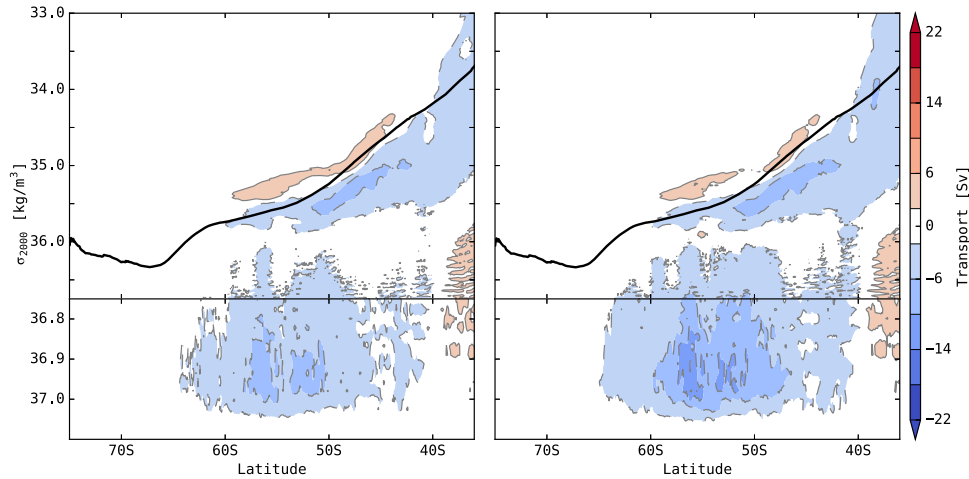 33.0
34.0
35.0
36.0
36.8
36.9
37.0
σ₂₀₀₀ [kg/m³]
70S 60S 50S 40S
Latitude
70S 60S 50S 40S
Latitude
22
14
6
0
−6
−14
−22
Transport [Sv]